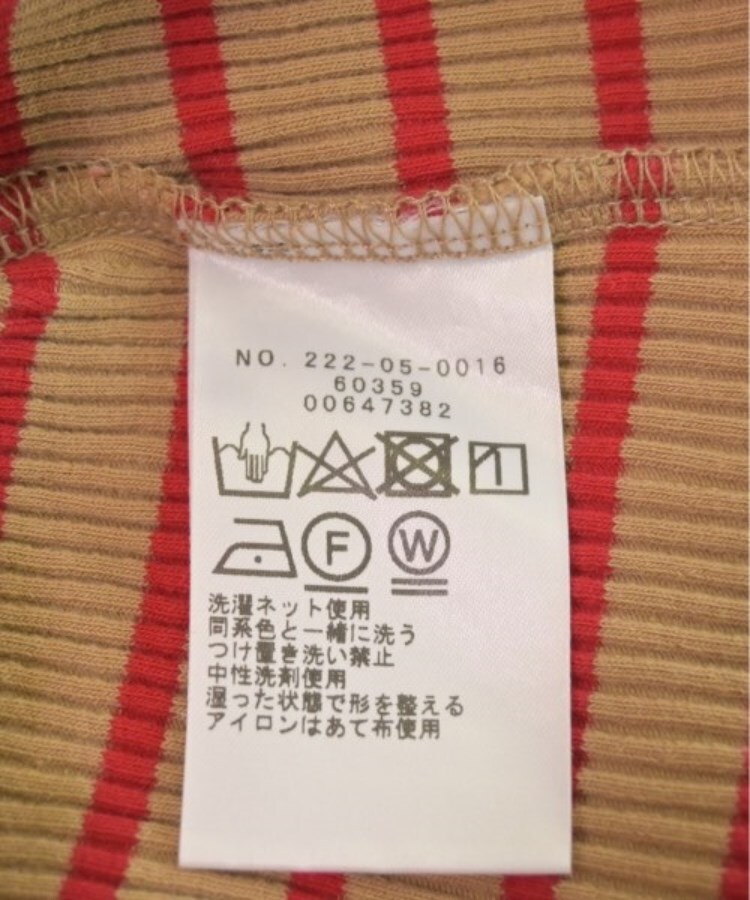 NO. 222-05-0016
60359
00647382
F W
洗濯ネット使用
同系色と一緒に洗う
つけ置き洗い禁止
中性洗剤使用
湿った状態で形を整える
アイロンはあて布使用